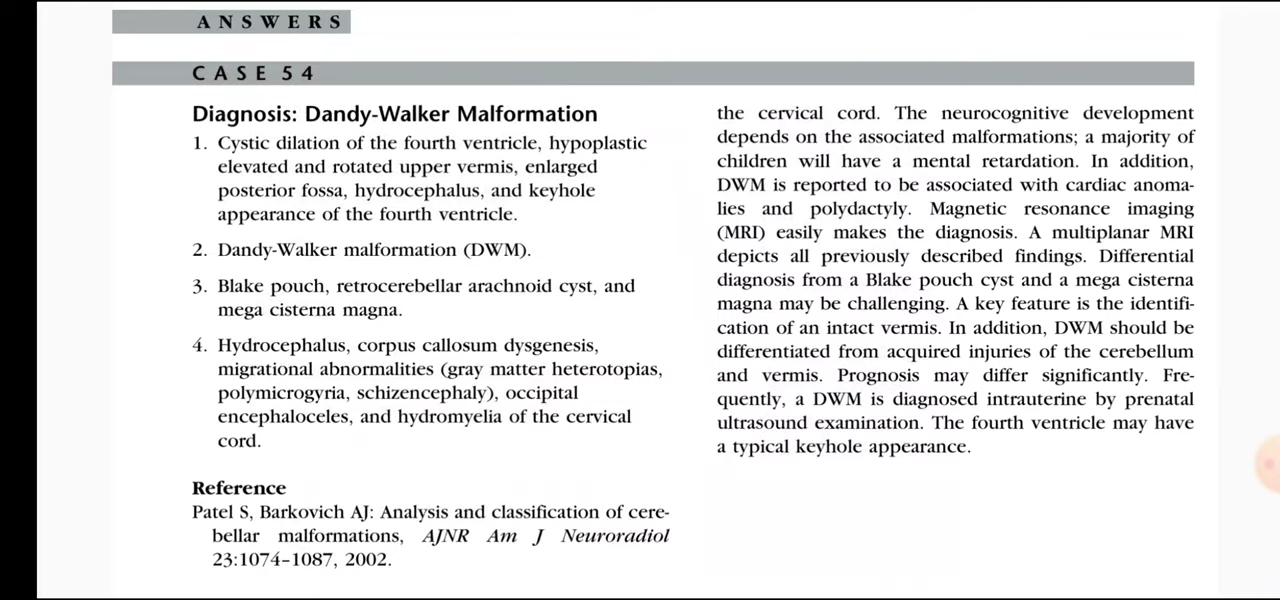 ANSWERS
CASE 54
Diagnosis: Dandy-Walker Malformation
1. Cystic dilation of the fourth ventricle, hypoplastic
elevated and rotated upper vermis, enlarged
posterior fossa, hydrocephalus, and keyhole
appearance of the fourth ventricle.
2. Dandy-Walker malformation (DWM).
3. Blake pouch, retrocerebellar arachnoid cyst, and
mega cisterna magna.
4. Hydrocephalus, corpus callosum dysgenesis,
migrational abnormalities (gray matter heterotopias,
polymicrogyria, schizencephaly), occipital
encephaloceles, and hydromyelia of the cervical
cord.
Reference
Patel S, Barkovich AJ: Analysis and classification of cere-
bellar malformations, AJNR Am J Neuroradiol
23:1074–1087, 2002.
the cervical cord. The neurocognitive development
depends on the associated malformations; a majority of
children will have a mental retardation. In addition,
DWM is reported to be associated with cardiac anoma-
lies and polydactyly. Magnetic resonance imaging
(MRI) easily makes the diagnosis. A multiplanar MRI
depicts all previously described findings. Differential
diagnosis from a Blake pouch cyst and a mega cisterna
magna may be challenging. A key feature is the identifi-
cation of an intact vermis. In addition, DWM should be
differentiated from acquired injuries of the cerebellum
and vermis. Prognosis may differ significantly. Fre-
quently, a DWM is diagnosed intrauterine by prenatal
ultrasound examination. The fourth ventricle may have
a typical keyhole appearance.